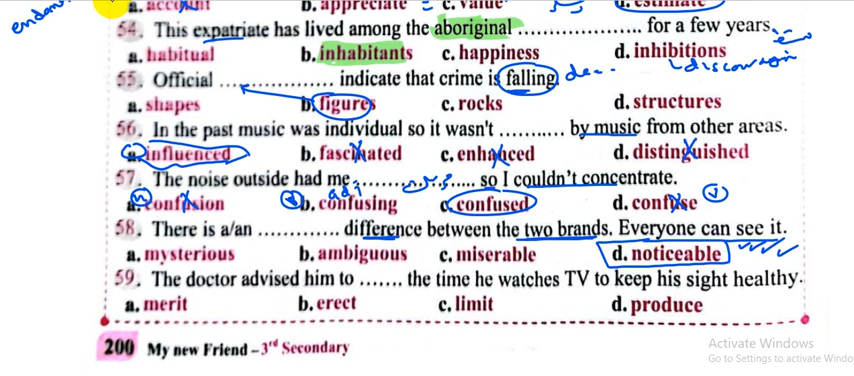 a. account b. appreciate c. value d. estimate
54. This expatriate has lived among the aboriginal .................. for a few years.
a. habitual b. inhabitants c. happiness d. inhibitions
55. Official .................. indicate that crime is falling.
a. shapes b. figures c. rocks d. structures
56. In the past music was individual so it wasn't .......... by music from other areas.
a. influenced b. fascinated c. enhanced d. distinguished
57. The noise outside had me .................. so I couldn't concentrate.
a. confusion b. confusing c. confused d. confuse
58. There is a/an ............. difference between the two brands. Everyone can see it.
a. mysterious b. ambiguous c. miserable d. noticeable
59. The doctor advised him to ....... the time he watches TV to keep his sight healthy.
a. merit b. erect c. limit d. produce
200 My new Friend – 3rd Secondary
Activate Windows
Go to Settings to activate Windo